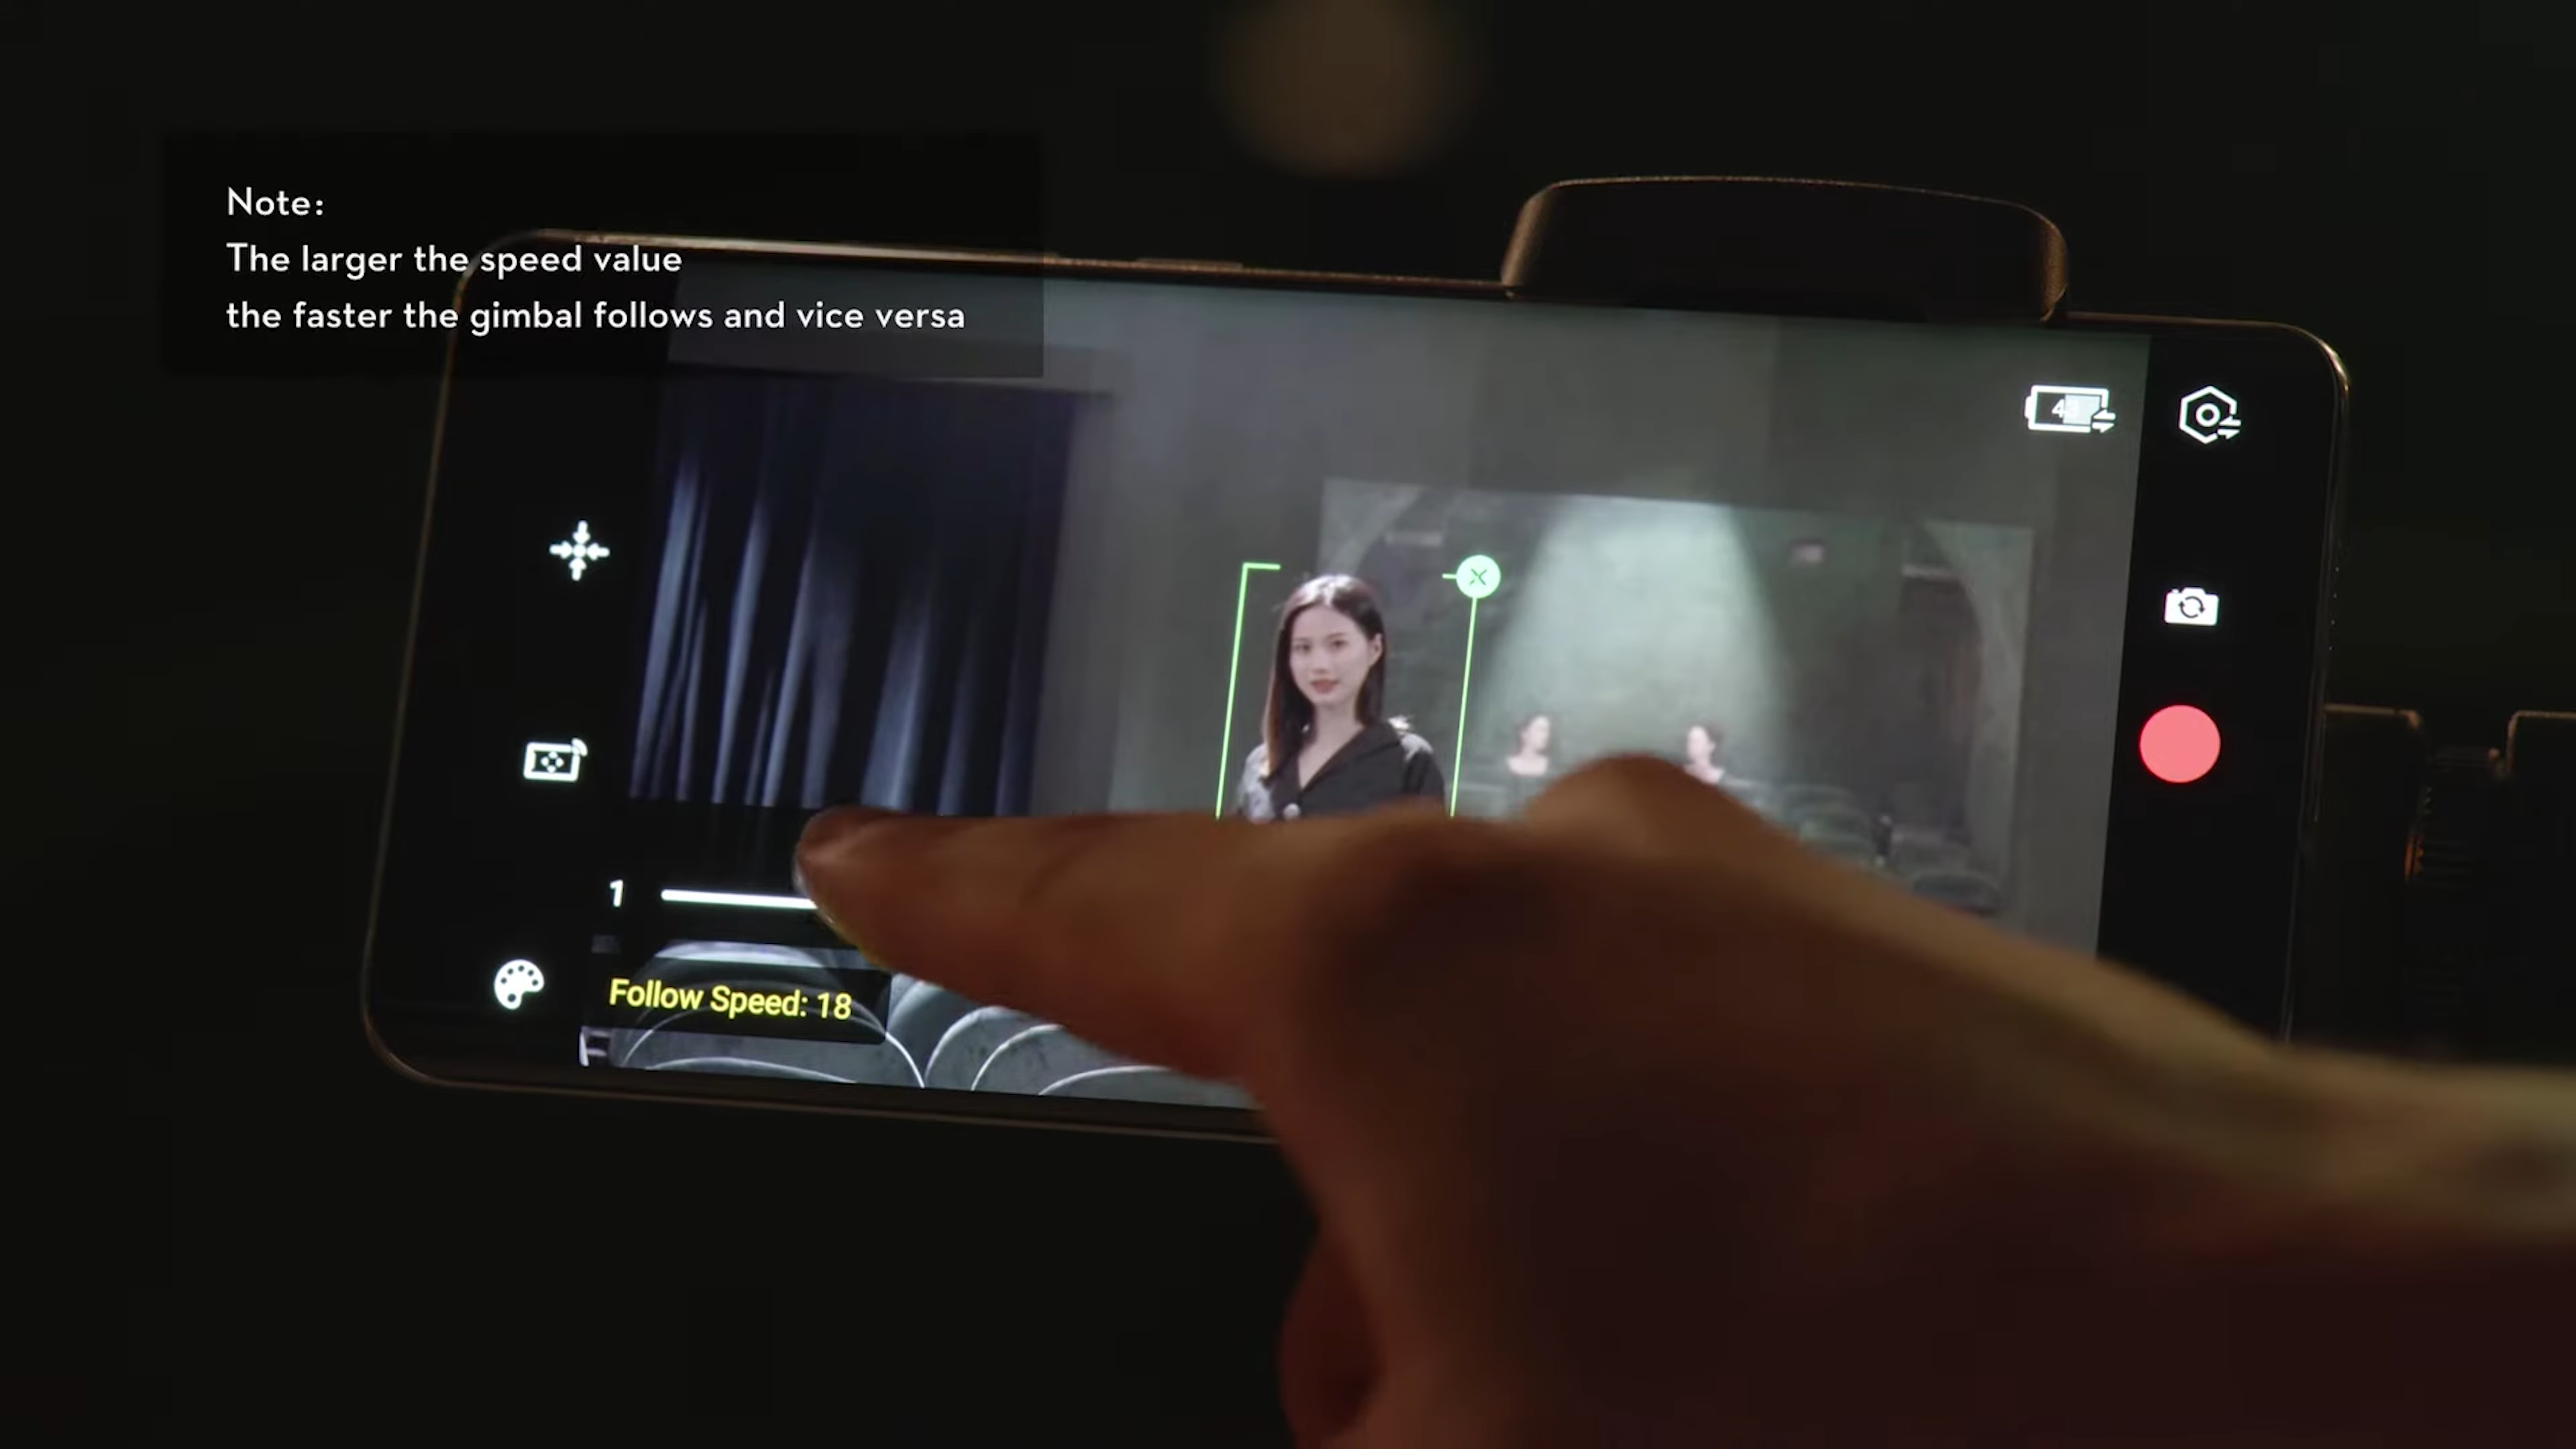 Note:
The larger the speed value
the faster the gimbal follows and vice versa
1
Follow Speed: 18